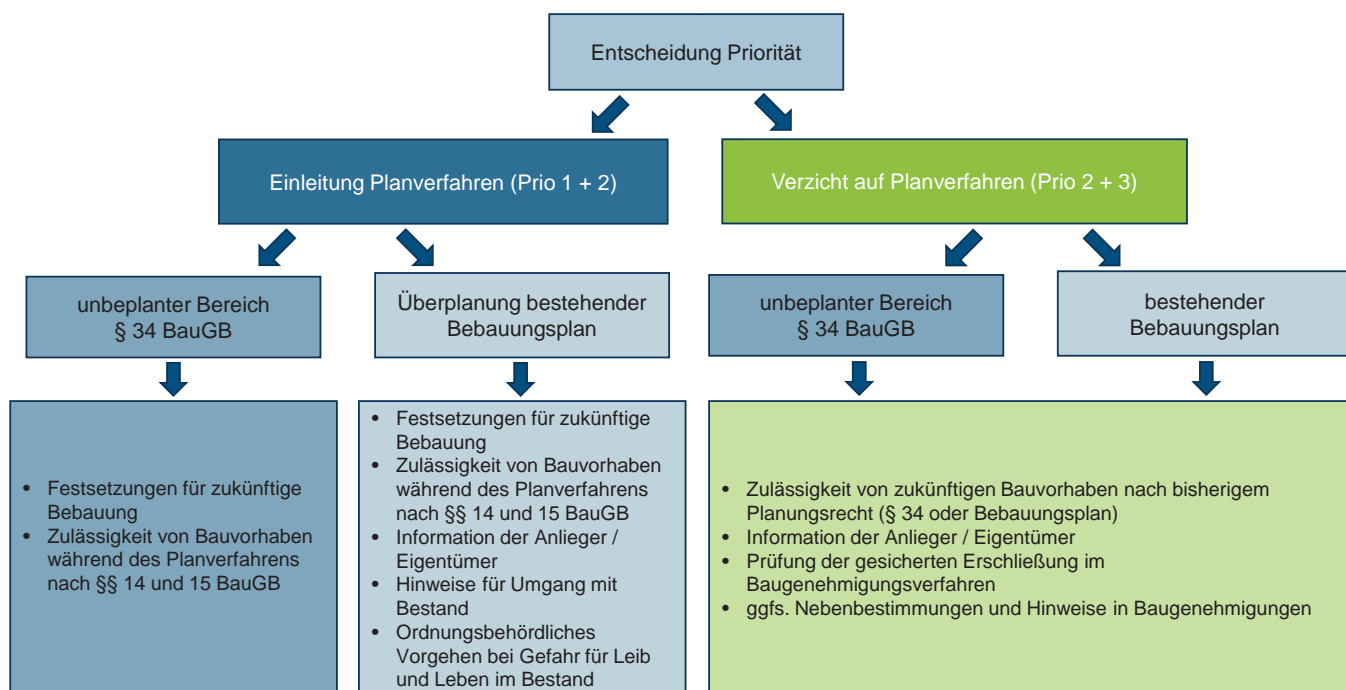 Entscheidung Priorität
Einleitung Planverfahren (Prio 1 + 2)
Verzicht auf Planverfahren (Prio 2 + 3)
unbeplanter Bereich
§ 34 BauGB
Überplanung bestehender
Bebauungsplan
unbeplanter Bereich
§ 34 BauGB
bestehender
Bebauungsplan
• Festsetzungen für zukünftige
Bebauung
• Zulässigkeit von Bauvorhaben
während des Planverfahrens
nach §§ 14 und 15 BauGB
• Festsetzungen für zukünftige
Bebauung
• Zulässigkeit von Bauvorhaben
während des Planverfahrens
nach §§ 14 und 15 BauGB
• Information der Anlieger /
Eigentümer
• Hinweise für Umgang mit
Bestand
• Ordnungsbehördliches
Vorgehen bei Gefahr für Leib
und Leben im Bestand
• Zulässigkeit von zukünftigen Bauvorhaben nach bisherigem
Planungsrecht (§ 34 oder Bebauungsplan)
• Information der Anlieger / Eigentümer
• Prüfung der gesicherten Erschließung im
Baugenehmigungsverfahren
• ggfs. Nebenbestimmungen und Hinweise in Baugenehmigungen